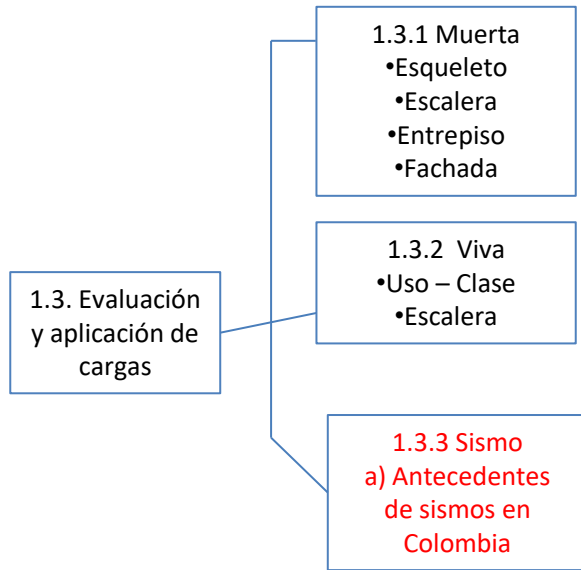 1.3. Evaluación
y aplicación de
cargas
1.3.1 Muerta
•Esqueleto
•Escalera
•Entrepiso
•Fachada
1.3.2  Viva
•Uso – Clase
•Escalera
1.3.3 Sismo
a) Antecedentes
de sismos en
Colombia